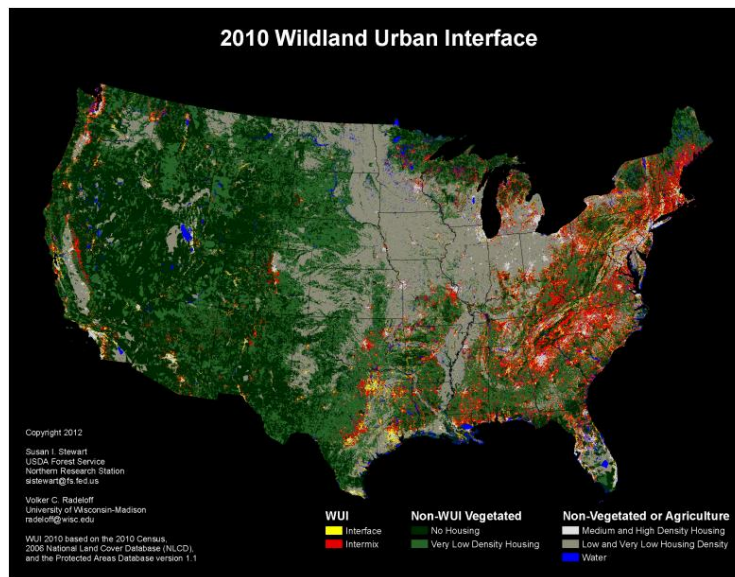 2010 Wildland Urban Interface
Copyright 2012
Susan I. Stewart
USDA Forest Service
Northern Research Station
sistewart@fs.fed.us
Volker C. Radeloff
University of Wisconsin-Madison
radeloff@wisc.edu
WUI 2010 based on the 2010 Census,
2006 National Land Cover Database (NLCD),
and the Protected Areas Database version 1.1
WUI
Interface
Intermix
Non-WUI Vegetated
No Housing
Very Low Density Housing
Non-Vegetated or Agriculture
Medium and High Density Housing
Low and Very Low Housing Density
Water